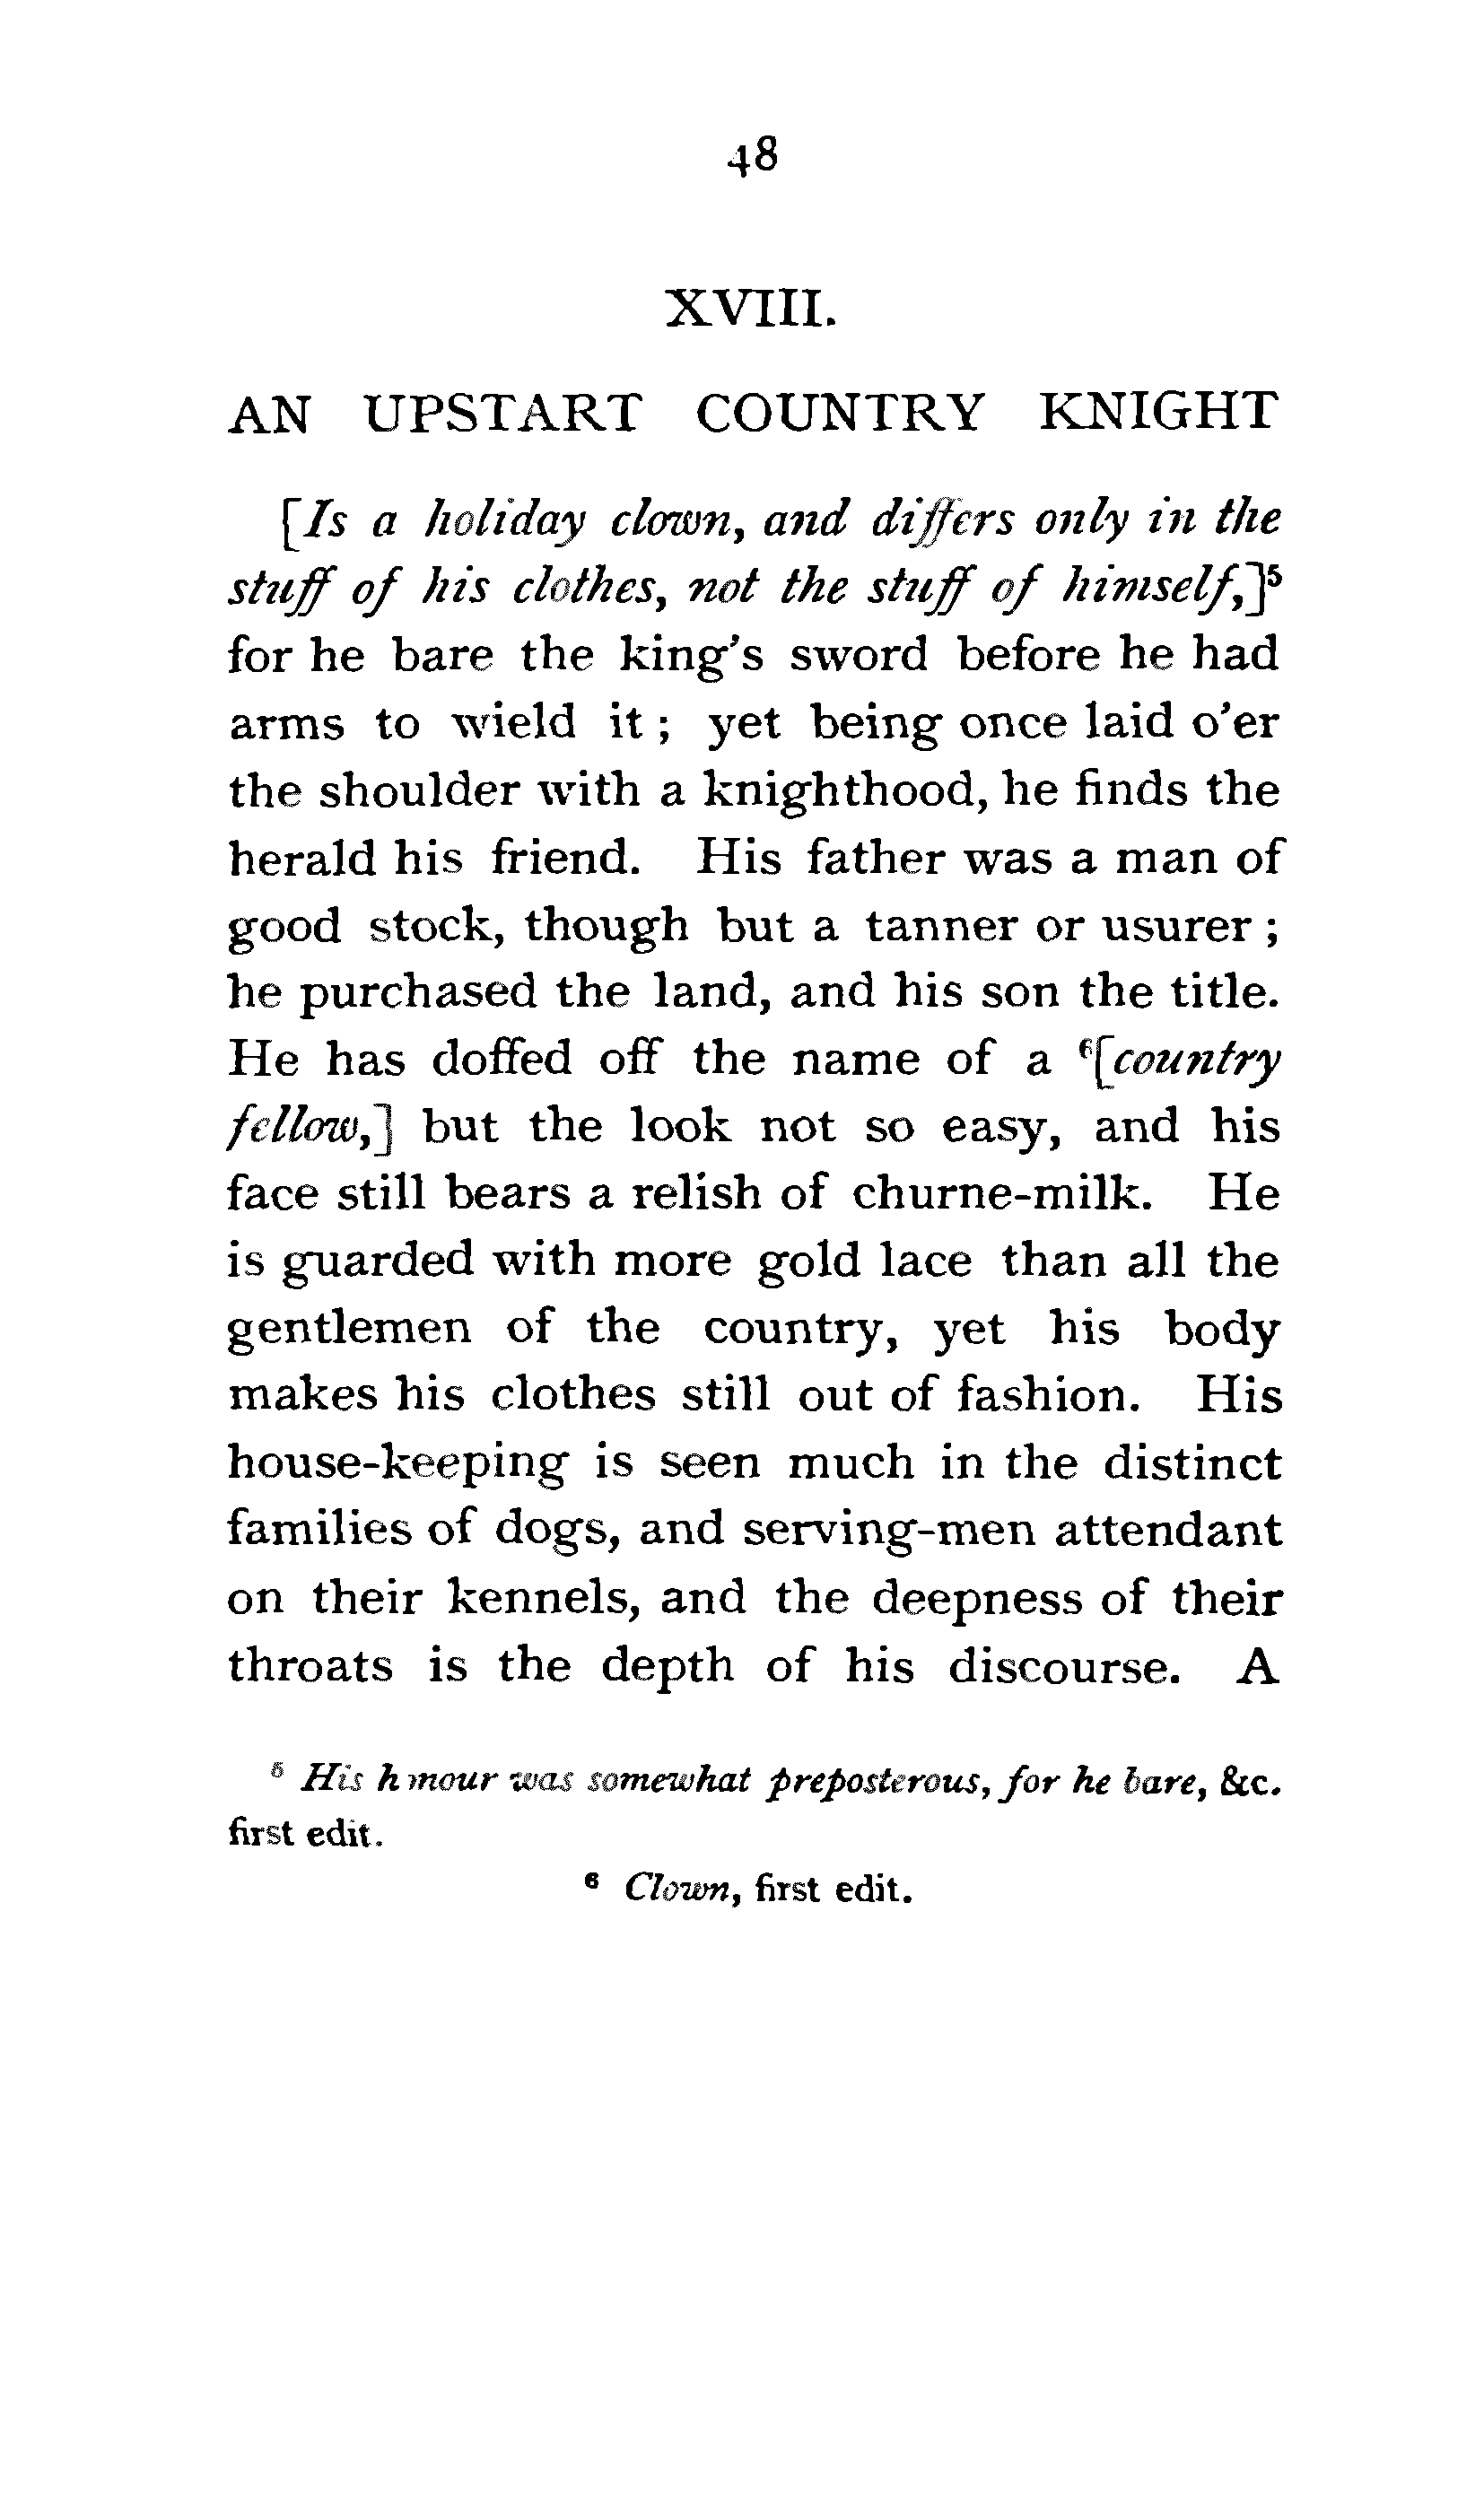 48
XVIII.
AN UPSTART COUNTRY KNIGHT
[Is a holiday clown, and differs only in the
stuff of his clothes, not the stuff of himself,]⁵
for he bare the king's sword before he had
arms to wield it ; yet being once laid o'er
the shoulder with a knighthood, he finds the
herald his friend. His father was a man of
good stock, though but a tanner or usurer ;
he purchased the land, and his son the title.
He has doffed off the name of a ⁶[country
fellow,] but the look not so easy, and his
face still bears a relish of churne-milk. He
is guarded with more gold lace than all the
gentlemen of the country, yet his body
makes his clothes still out of fashion. His
house-keeping is seen much in the distinct
families of dogs, and serving-men attendant
on their kennels, and the deepness of their
throats is the depth of his discourse. A
⁵ His h mour was somewhat preposterous, for he bare, &c.
first edit.
⁶ Clown, first edit.